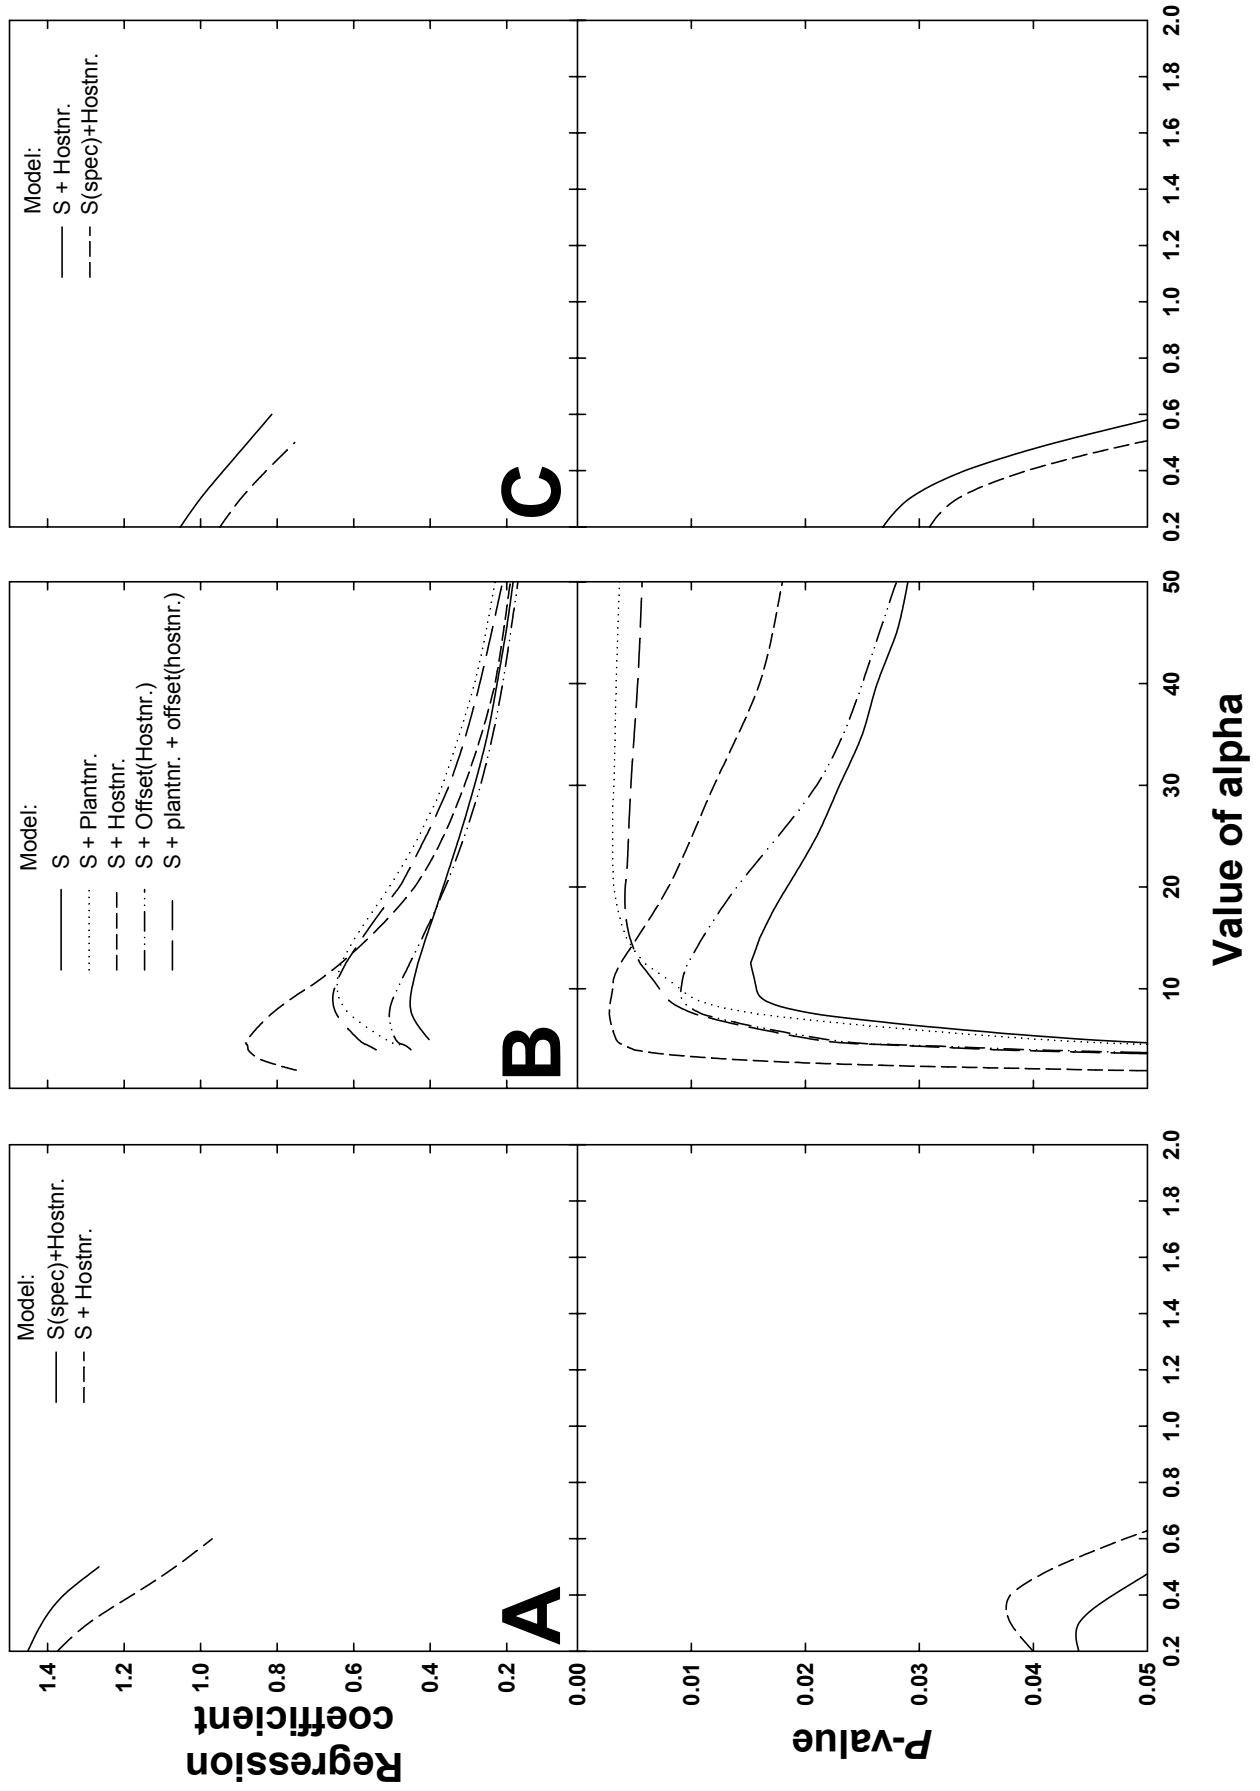 Regression
coefficient
1.4
1.2
1.0
0.8
0.6
0.4
0.2
0.00
Model:
S(spec)+Hostnr.
S + Hostnr.
A
Model:
S
S + Plantnr.
S + Hostnr.
S + Offset(Hostnr.)
S + plantnr. + offset(hostnr.)
B
Model:
S + Hostnr.
S(spec)+Hostnr.
C
P-value
0.01
0.02
0.03
0.04
0.05
0.2 0.4 0.6 0.8 1.0 1.2 1.4 1.6 1.8 2.0
10 20 30 40 50
0.2 0.4 0.6 0.8 1.0 1.2 1.4 1.6 1.8 2.0
Value of alpha